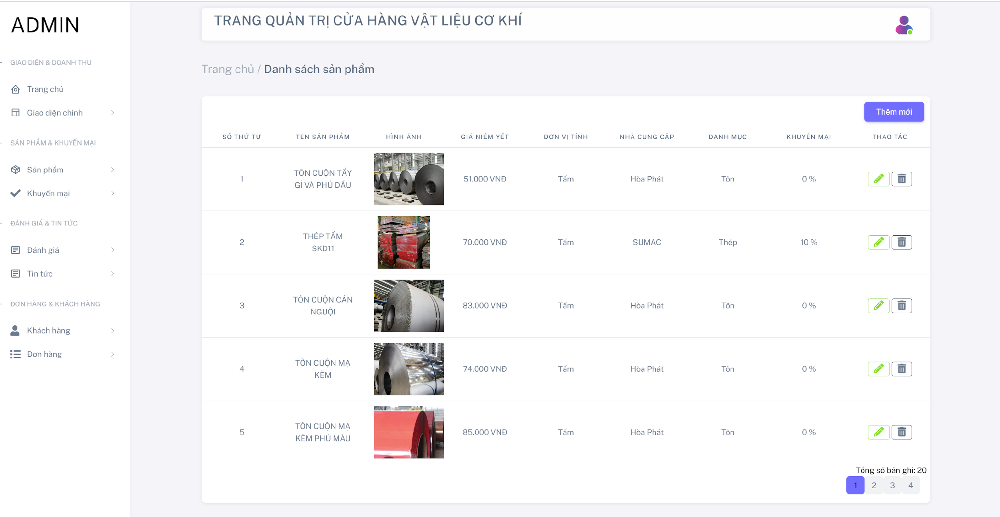 ADMIN
GIAO DIỆN & DOANH THU
Trang chủ
Giao diện chính
SẢN PHẨM & KHUYẾN MẠI
Sản phẩm
Khuyến mại
ĐÁNH GIÁ & TIN TỨC
Đánh giá
Tin tức
ĐƠN HÀNG & KHÁCH HÀNG
Khách hàng
Đơn hàng
TRANG QUẢN TRỊ CỬA HÀNG VẬT LIỆU CƠ KHÍ
Trang chủ / Danh sách sản phẩm
Thêm mới
SỐ THỨ TỰ TÊN SẢN PHẨM HÌNH ẢNH GIÁ NIÊM YẾT ĐƠN VỊ TÍNH NHÀ CUNG CẤP DANH MỤC KHUYẾN MẠI THAO TÁC
1 TÔN CUỘN TẨY GỈ VÀ PHỦ DẦU 51.000 VNĐ Tấm Hòa Phát Tôn 0 %
2 THÉP TẤM SKD11 70.000 VNĐ Tấm SUMAC Thép 10 %
3 TÔN CUỘN CÁN NGUỘI 83.000 VNĐ Tấm Hòa Phát Tôn 0 %
4 TÔN CUỘN MẠ KẼM 74.000 VNĐ Tấm Hòa Phát Tôn 0 %
5 TÔN CUỘN MẠ KẼM PHỦ MÀU 85.000 VNĐ Tấm Hòa Phát Tôn 0 %
Tổng số bản ghi: 20
1 2 3 4